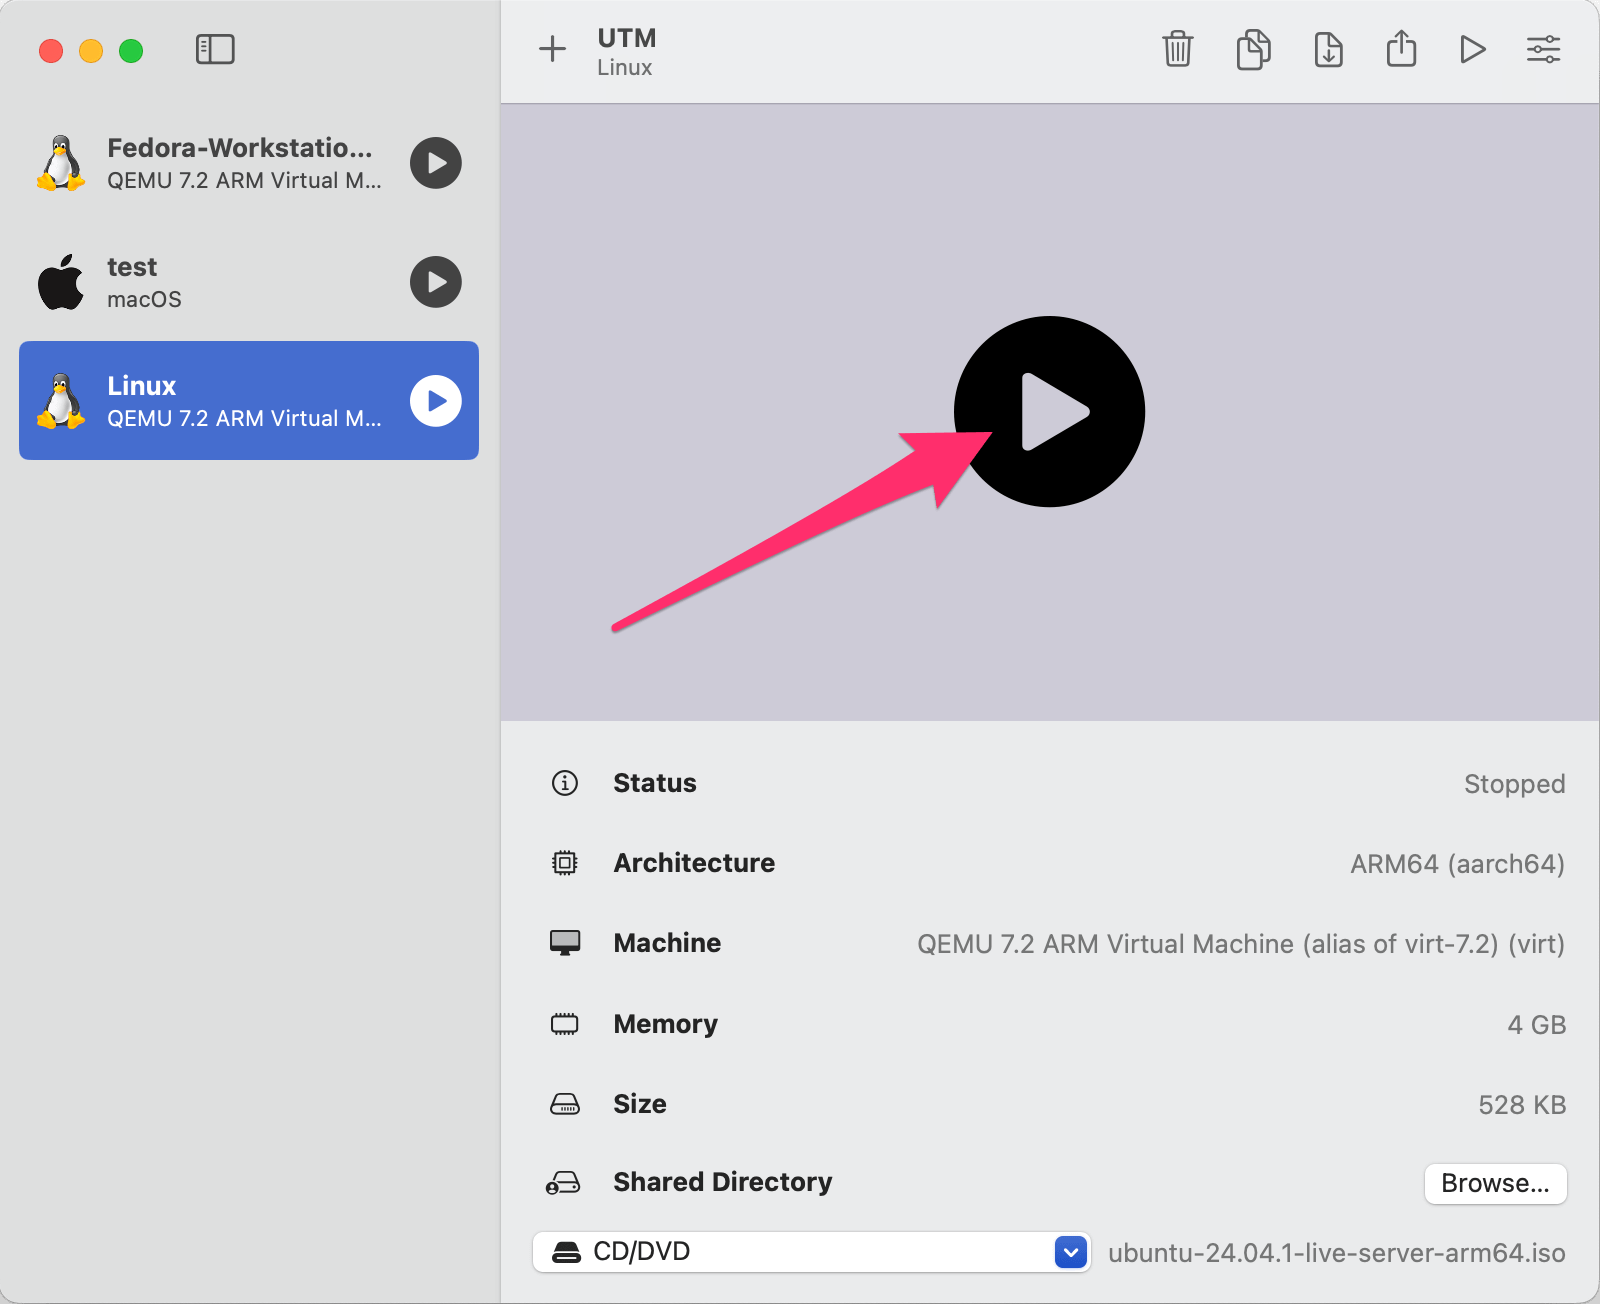 UTM
Linux
Fedora-Workstatio...
QEMU 7.2 ARM Virtual M...
test
macOS
Linux
QEMU 7.2 ARM Virtual M...
Status
Stopped
Architecture
ARM64 (aarch64)
Machine
QEMU 7.2 ARM Virtual Machine (alias of virt-7.2) (virt)
Memory
4 GB
Size
528 KB
Shared Directory
Browse...
CD/DVD
ubuntu-24.04.1-live-server-arm64.iso